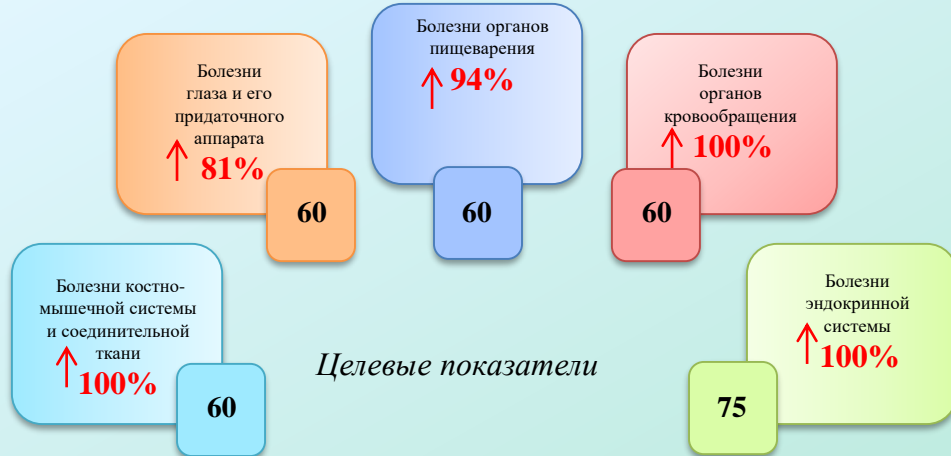 Болезни органов
пищеварения
↑ 94%
60
Болезни
глаза и его
придаточного
аппарата
↑ 81%
60
Болезни
органов
кровообращения
↑ 100%
60
Болезни костно-
мышечной системы
и соединительной
ткани
↑ 100%
60
Целевые показатели
Болезни
эндокринной
системы
↑ 100%
75